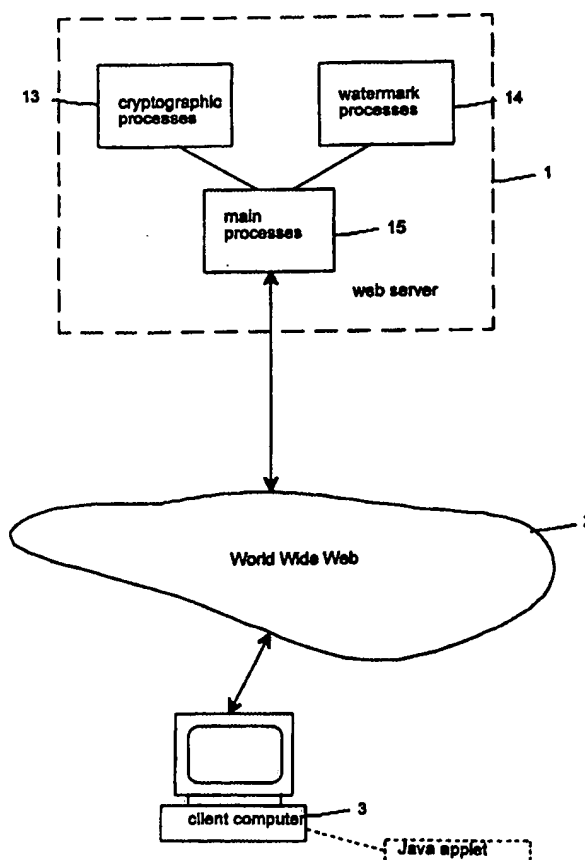 13
cryptographic
processes
watermark
processes
14
1
main
processes
15
web server
World Wide Web
client computer
3
Java applet